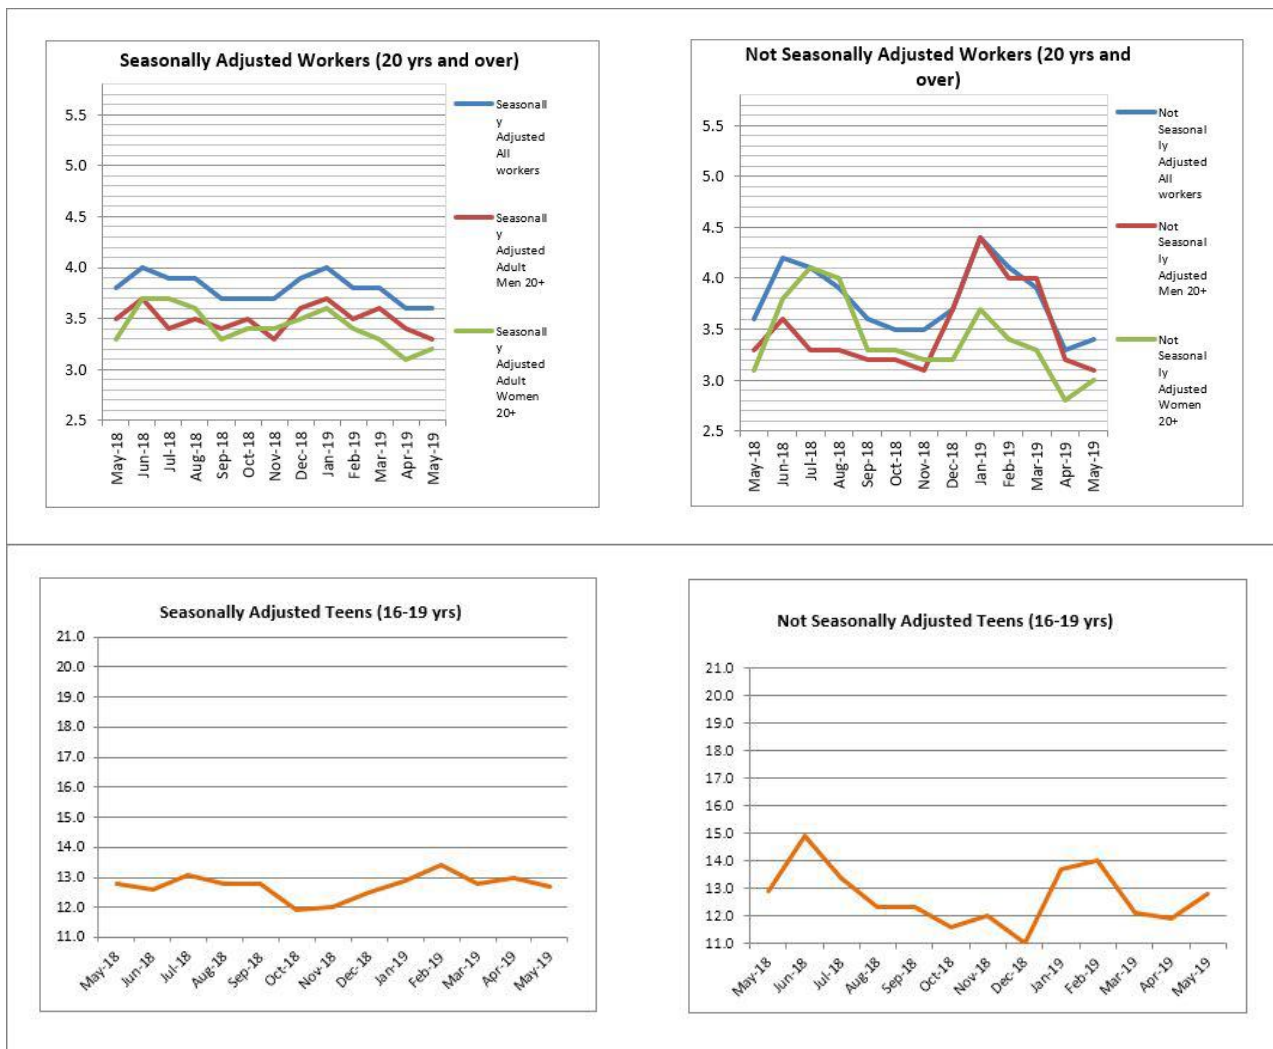 Seasonally Adjusted Workers (20 yrs and over)
5.5
5.0
4.5
4.0
3.5
3.0
2.5
May-18
Jun-18
Jul-18
Aug-18
Sep-18
Oct-18
Nov-18
Dec-18
Jan-19
Feb-19
Mar-19
Apr-19
May-19
Seasonall
y
Adjusted
All
workers
Seasonall
y
Adjusted
Adult
Men 20+
Seasonall
y
Adjusted
Adult
Women
20+
Not Seasonally Adjusted Workers (20 yrs and
over)
5.5
5.0
4.5
4.0
3.5
3.0
2.5
May-18
Jun-18
Jul-18
Aug-18
Sep-18
Oct-18
Nov-18
Dec-18
Jan-19
Feb-19
Mar-19
Apr-19
May-19
Not
Seasonal
ly
Adjusted
All
workers
Not
Seasonal
ly
Adjusted
Men 20+
Not
Seasonal
ly
Adjusted
Women
20+
Seasonally Adjusted Teens (16-19 yrs)
21.0
20.0
19.0
18.0
17.0
16.0
15.0
14.0
13.0
12.0
11.0
May-18
Jun-18
Jul-18
Aug-18
Sep-18
Oct-18
Nov-18
Dec-18
Jan-19
Feb-19
Mar-19
Apr-19
May-19
Not Seasonally Adjusted Teens (16-19 yrs)
21.0
20.0
19.0
18.0
17.0
16.0
15.0
14.0
13.0
12.0
11.0
May-18
Jun-18
Jul-18
Aug-18
Sep-18
Oct-18
Nov-18
Dec-18
Jan-19
Feb-19
Mar-19
Apr-19
May-19